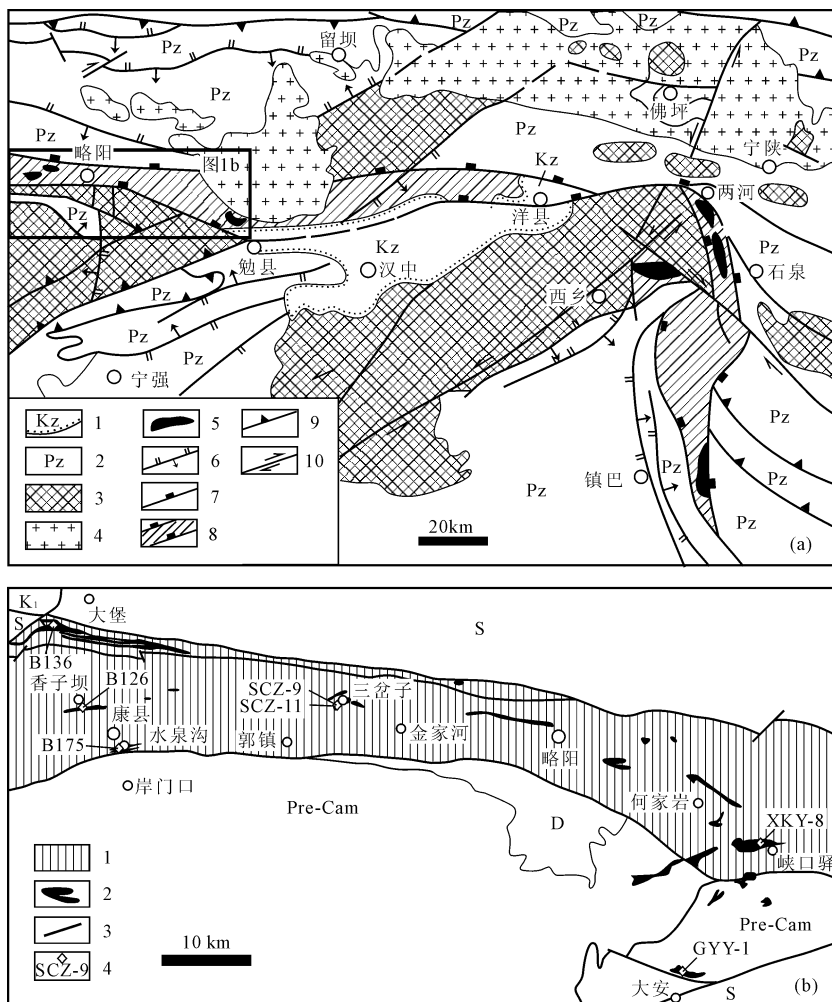 Pz
Pz
留坝
Pz
Pz
Pz
Pz
Pz
佛坪
Pz
略阳
图1b
Pz
宁陕
Kz
两河
Pz
洋县
Kz
勉县
汉中
Pz
石泉
西乡
Pz
Pz
Pz
宁强
Pz
Pz
镇巴
Pz
Pz
Pz
Kz 1
Pz 2
3
4
5
6
7
8
9
10
20km
(a)
K1
大堡
S
S
B136
香子坝
B126
康县
B175
水泉沟
SCZ-9
SCZ-11
三岔子
郭镇
金家河
略阳
岸门口
Pre-Cam
D
何家岩
XKY-8
峡口驿
Pre-Cam
GYY-1
大安
S
1
2
3
SCZ-9 4
10 km
(b)